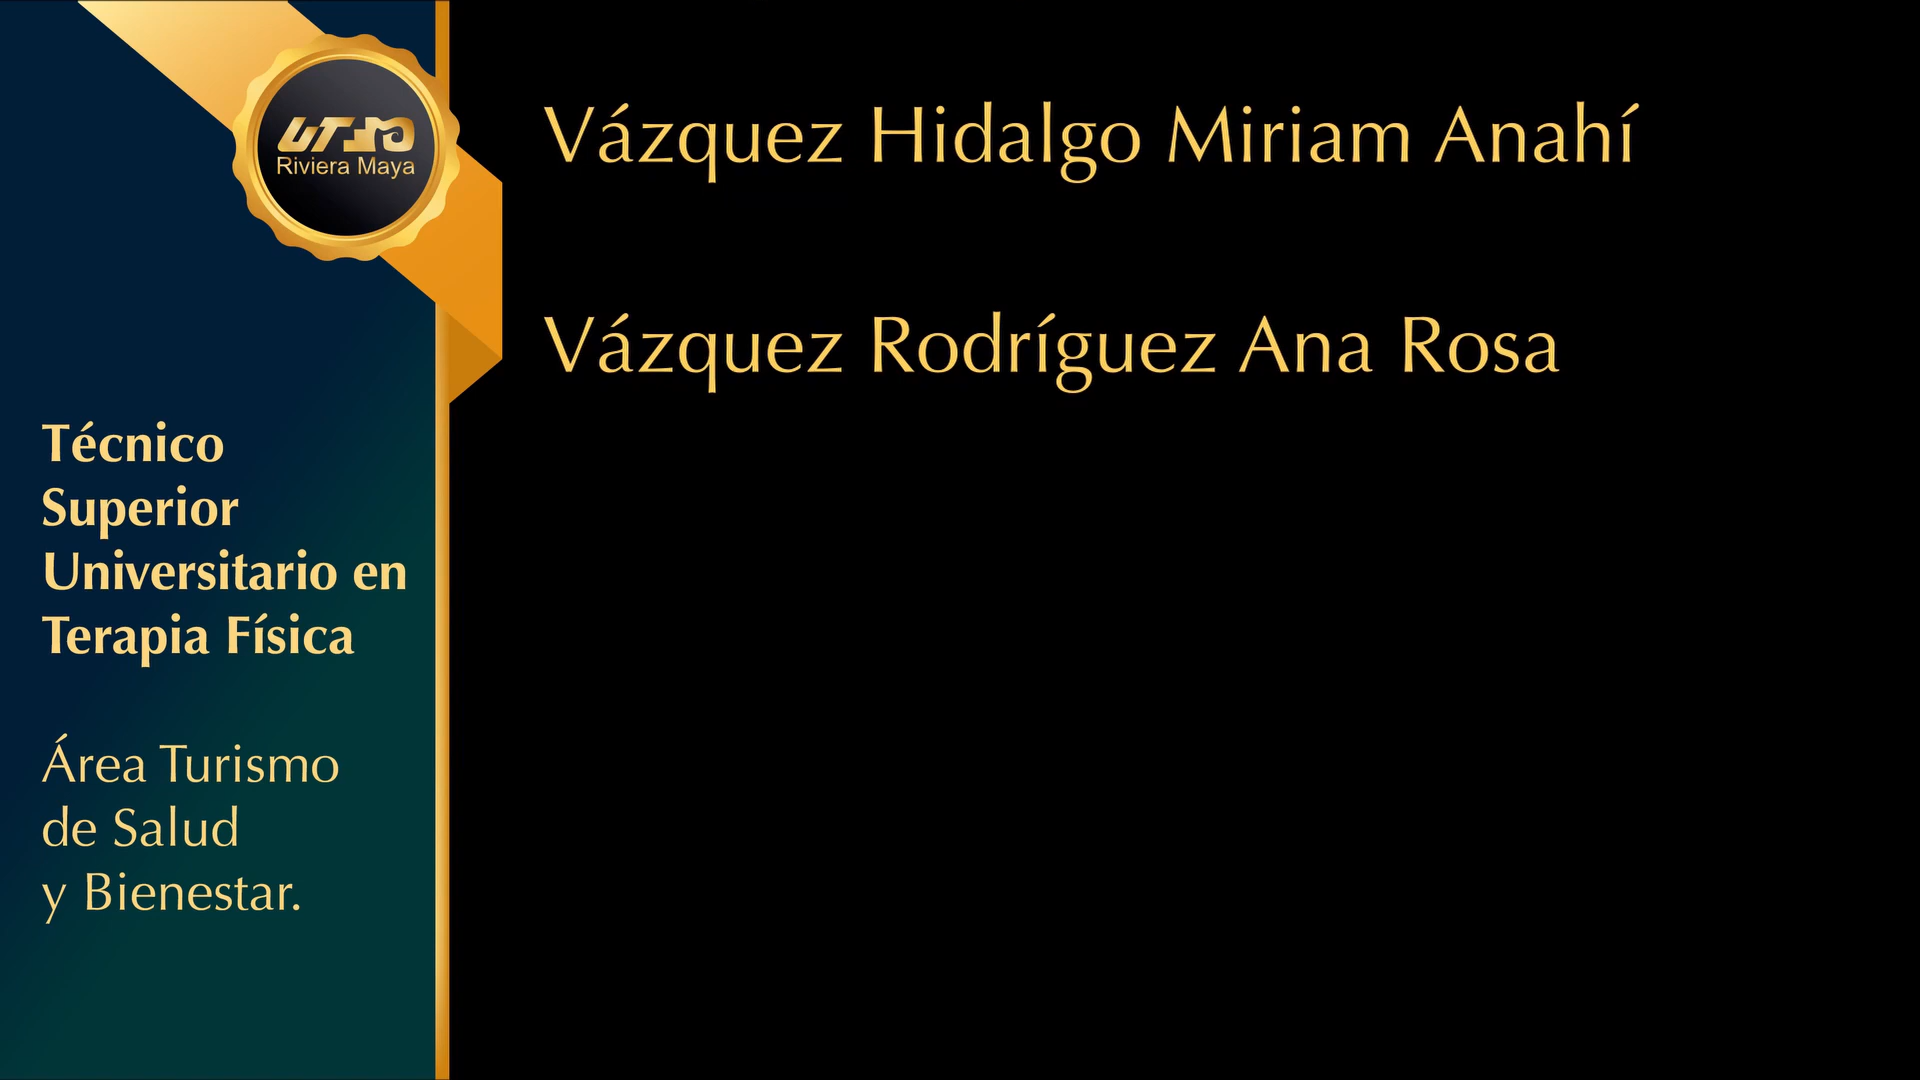 UT
Riviera Maya
Técnico
Superior
Universitario en
Terapia Física
Área Turismo
de Salud
y Bienestar.
Vázquez Hidalgo Miriam Anahí
Vázquez Rodríguez Ana Rosa